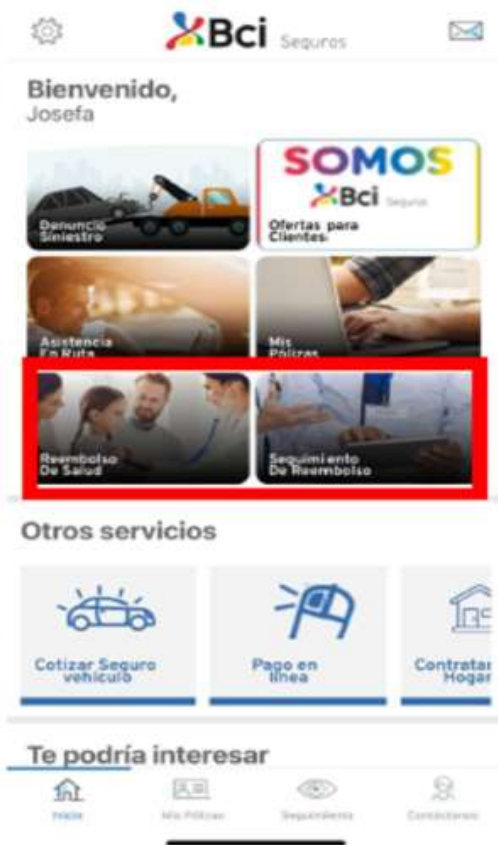 Bci Seguros
Bienvenido,
Josefa
Denuncio
Siniestro
SOMOS
Bci Seguros
Ofertas para
Clientes.
Asistencia
En Ruta
Mis
Pólizas
Reembolso
De Salud
Seguimiento
De Reembolso
Otros servicios
Cotizar Seguro
vehículo
Pago en
línea
Contratar
Hogar
Te podría interesar
Inicio
Mis Pólizas
Seguimiento
Contáctanos